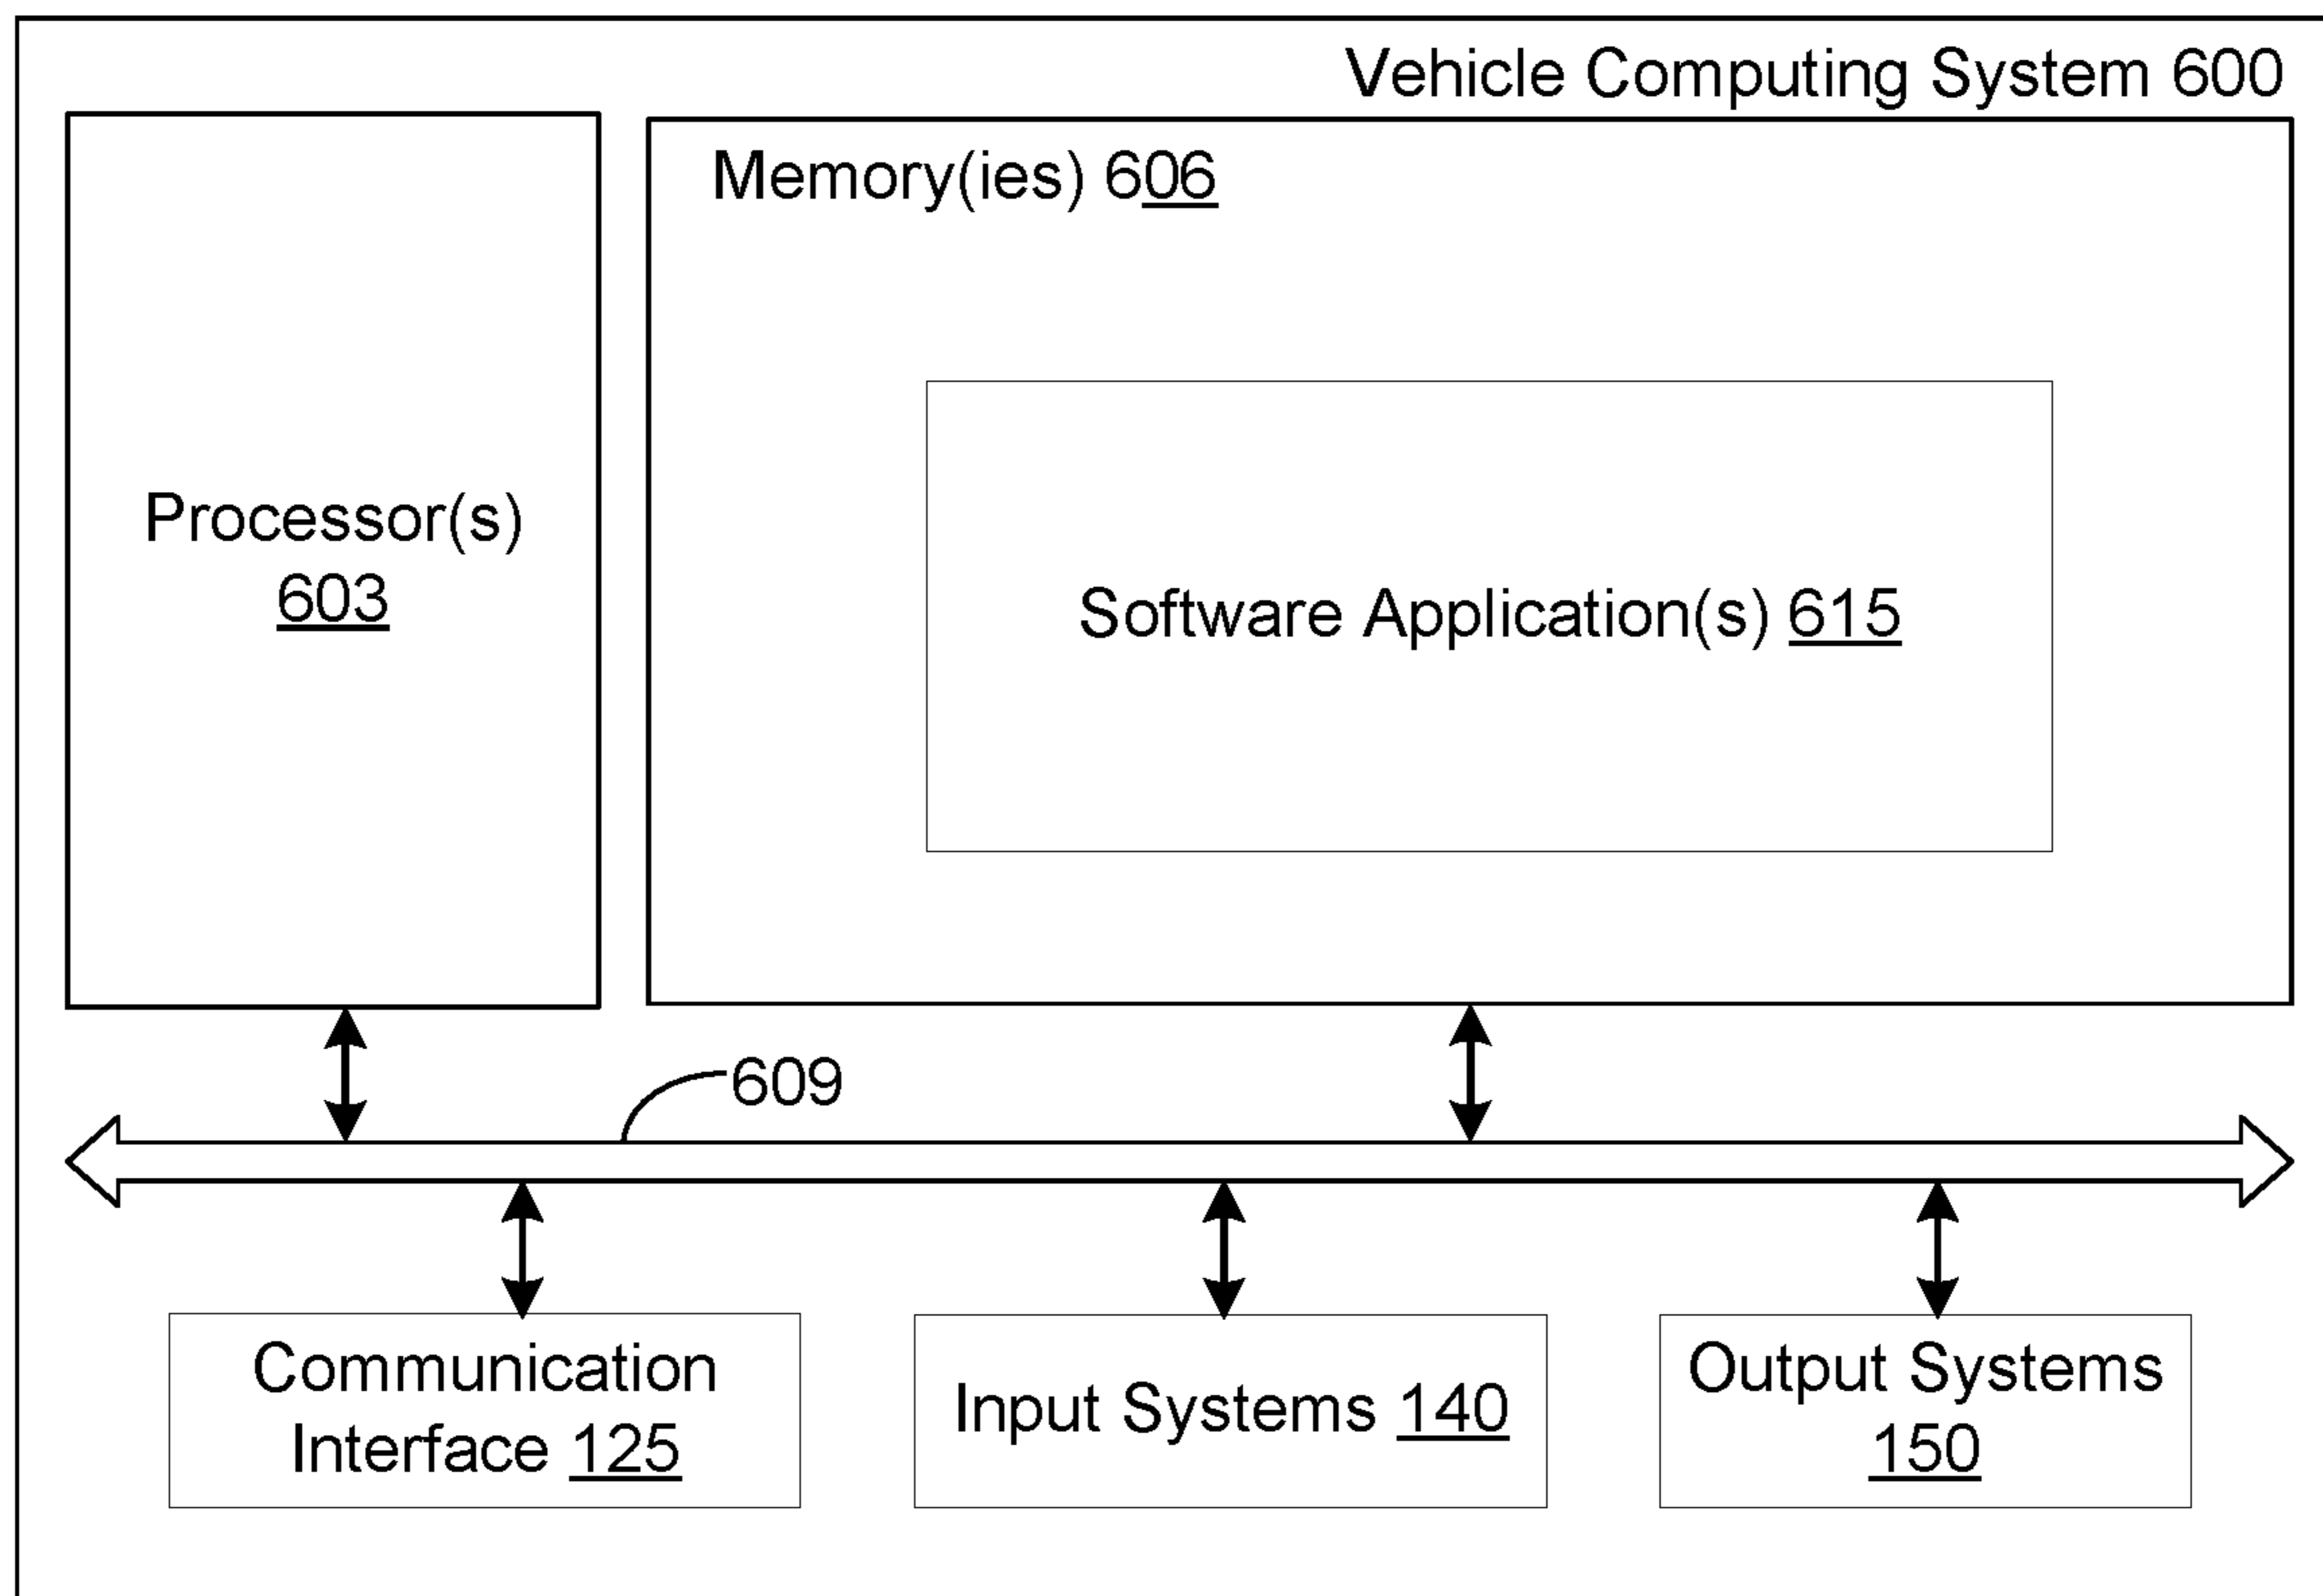 Vehicle Computing System 600
Memory(ies) 606
Processor(s)
603
Software Application(s) 615
609
Communication
Interface 125
Input Systems 140
Output Systems
150